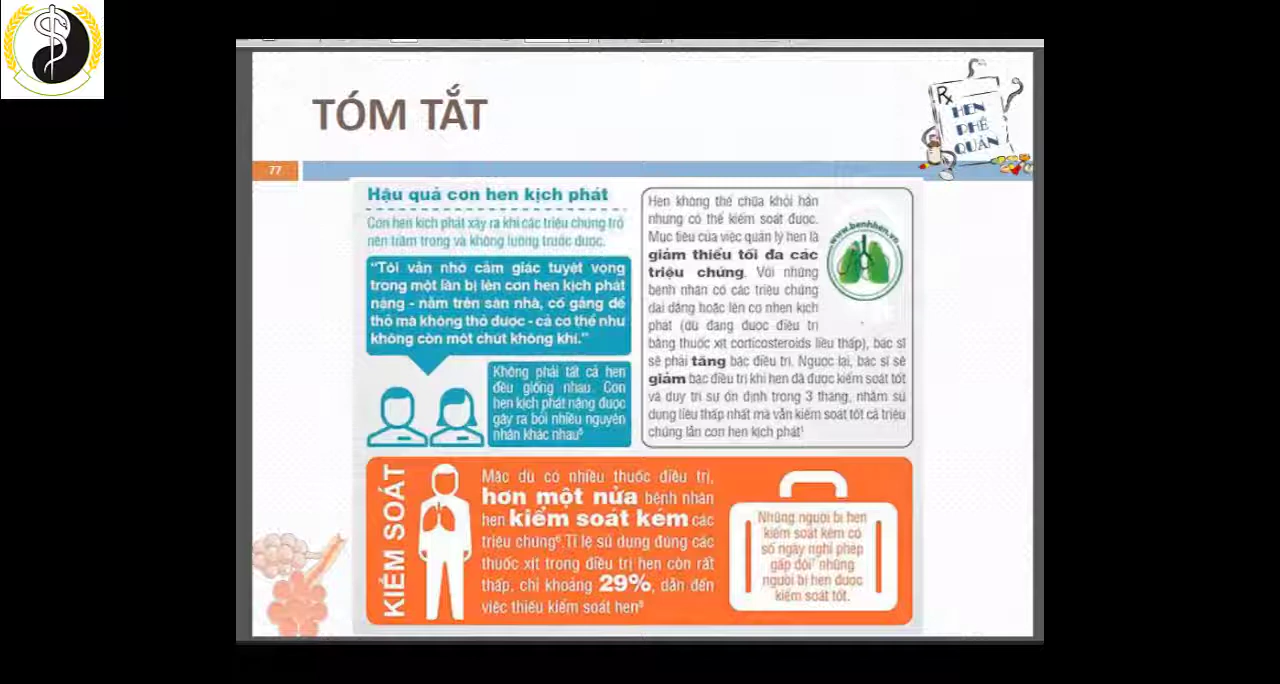 TÓM TẮT
Rx
HEN
PHẾ
QUẢN
77
Hậu quả cơn hen kịch phát
Cơn hen kịch phát xảy ra khi các triệu chứng trở
nên trầm trọng và không lường trước được.
"Tôi vẫn nhớ cảm giác tuyệt vọng
trong một lần bị lên cơn hen kịch phát
nặng - nằm trên sàn nhà, cố gắng để
thở mà không thở được - cả cơ thể như
không còn một chút không khí."
Không phải tất cả hen
đều giống nhau. Cơn
hen kịch phát nặng được
gây ra bởi nhiều nguyên
nhân khác nhau⁵
Hen không thể chữa khỏi hẳn
nhưng có thể kiểm soát được.
Mục tiêu của việc quản lý hen là
giảm thiểu tối đa các
triệu chứng. Với những
bệnh nhân có các triệu chứng
dai dẳng hoặc lên cơ nhen kịch
phát (dù đang được điều trị
bằng thuốc xịt corticosteroids liều thấp), bác sĩ
sẽ phải tăng bậc điều trị. Ngược lại, bác sĩ sẽ
giảm bậc điều trị khi hen đã được kiểm soát tốt
và duy trì sự ổn định trong 3 tháng, nhằm sử
dụng liều thấp nhất mà vẫn kiểm soát tốt cả triệu
chứng lẫn cơn hen kịch phát¹
www.benhhen.vn
KIỂM SOÁT
Mặc dù có nhiều thuốc điều trị,
hơn một nửa bệnh nhân
hen kiểm soát kém các
triệu chứng⁶.Tỉ lệ sử dụng đúng các
thuốc xịt trong điều trị hen còn rất
thấp, chỉ khoảng 29%, dẫn đến
việc thiếu kiểm soát hen⁸
Những người bị hen
kiểm soát kém có
số ngày nghỉ phép
gấp đôi⁷ những
người bị hen được
kiểm soát tốt.